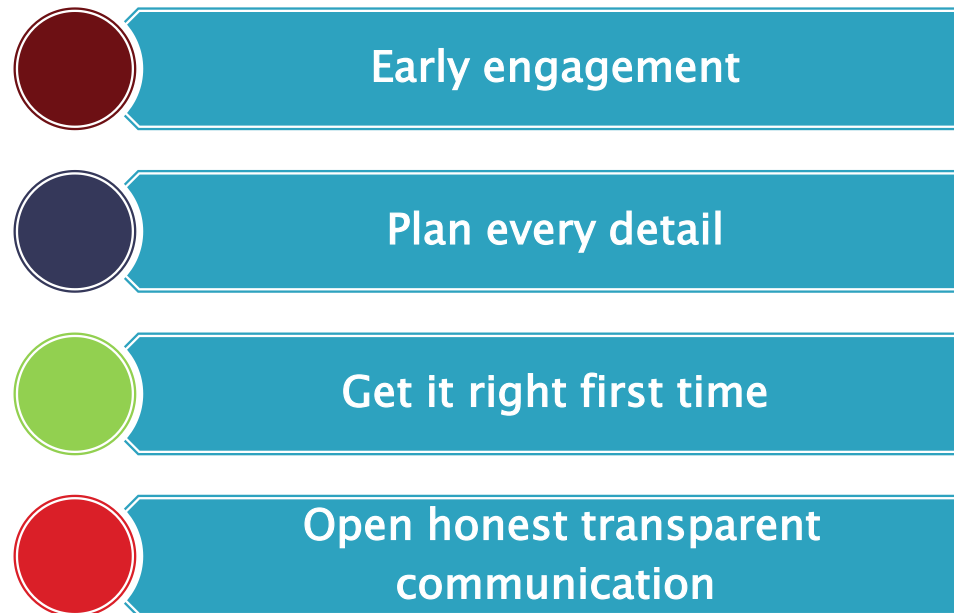 Early engagement
Plan every detail
Get it right first time
Open honest transparent
communication